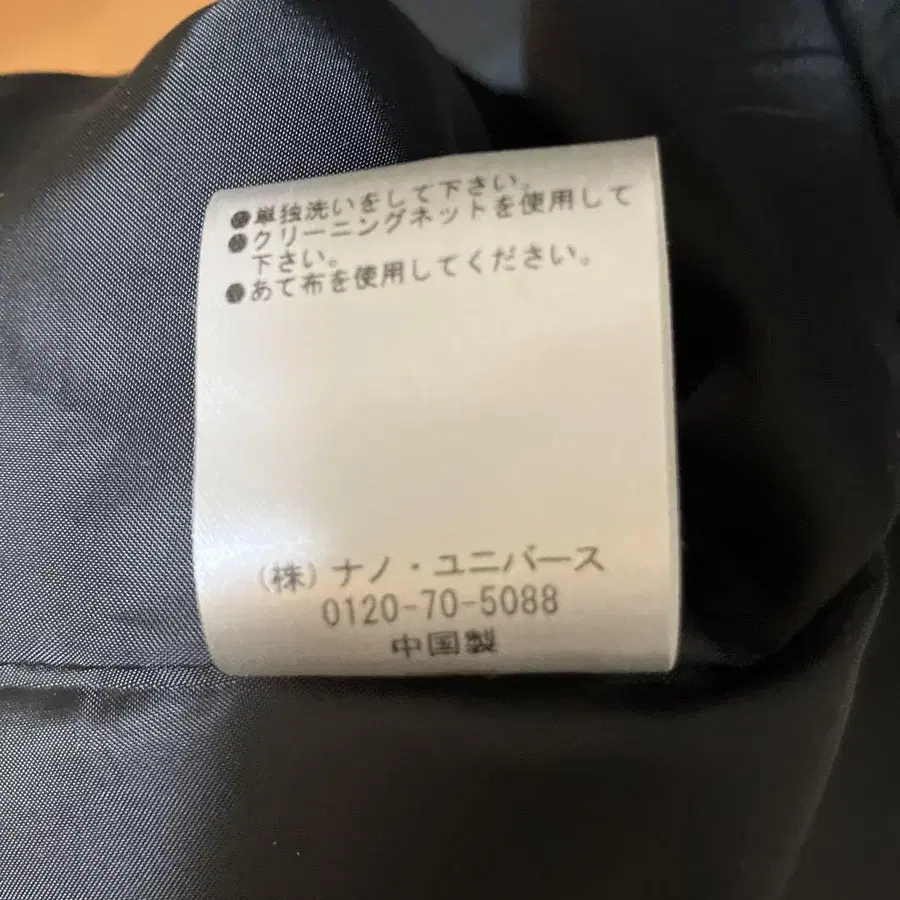 ●単独洗いをして下さい。
●クリーニングネットを使用して
下さい。
●あて布を使用してください。
(株)ナノ・ユニバース
0120-70-5088
中国製